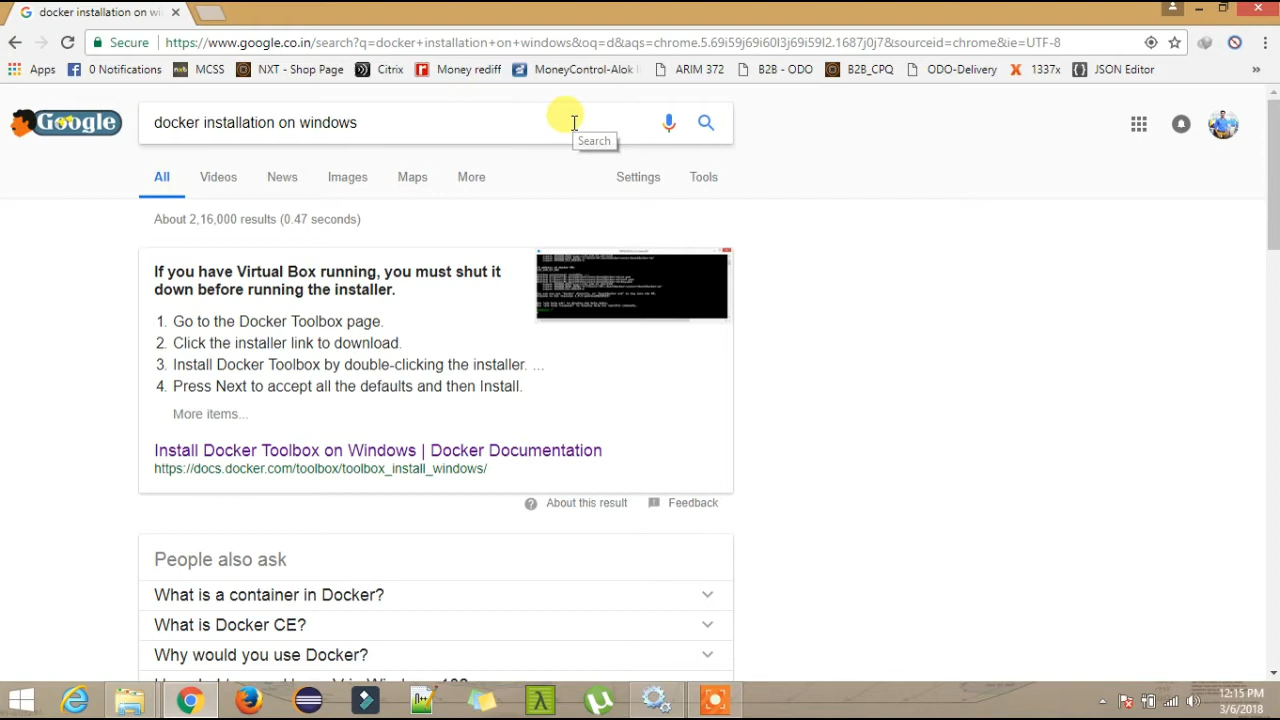 docker installation on wi
Secure
https://www.google.co.in/search?q=docker+installation+on+windows&oq=d&aqs=chrome.5.69i59j69i60l3j69i59l2.1687j0j7&sourceid=chrome&ie=UTF-8
Apps
0 Notifications
MCSS
NXT - Shop Page
Citrix
Money rediff
MoneyControl-Alok
ARIM 372
B2B - ODO
B2B_CPQ
ODO-Delivery
1337x
JSON Editor
»
Google
docker installation on windows
Search
All
Videos
News
Images
Maps
More
Settings
Tools
About 2,16,000 results (0.47 seconds)
If you have Virtual Box running, you must shut it
down before running the installer.
1. Go to the Docker Toolbox page.
2. Click the installer link to download.
3. Install Docker Toolbox by double-clicking the installer. ...
4. Press Next to accept all the defaults and then Install.
More items...
Install Docker Toolbox on Windows | Docker Documentation
https://docs.docker.com/toolbox/toolbox_install_windows/
About this result
Feedback
People also ask
What is a container in Docker?
What is Docker CE?
Why would you use Docker?
12:15 PM
3/6/2018